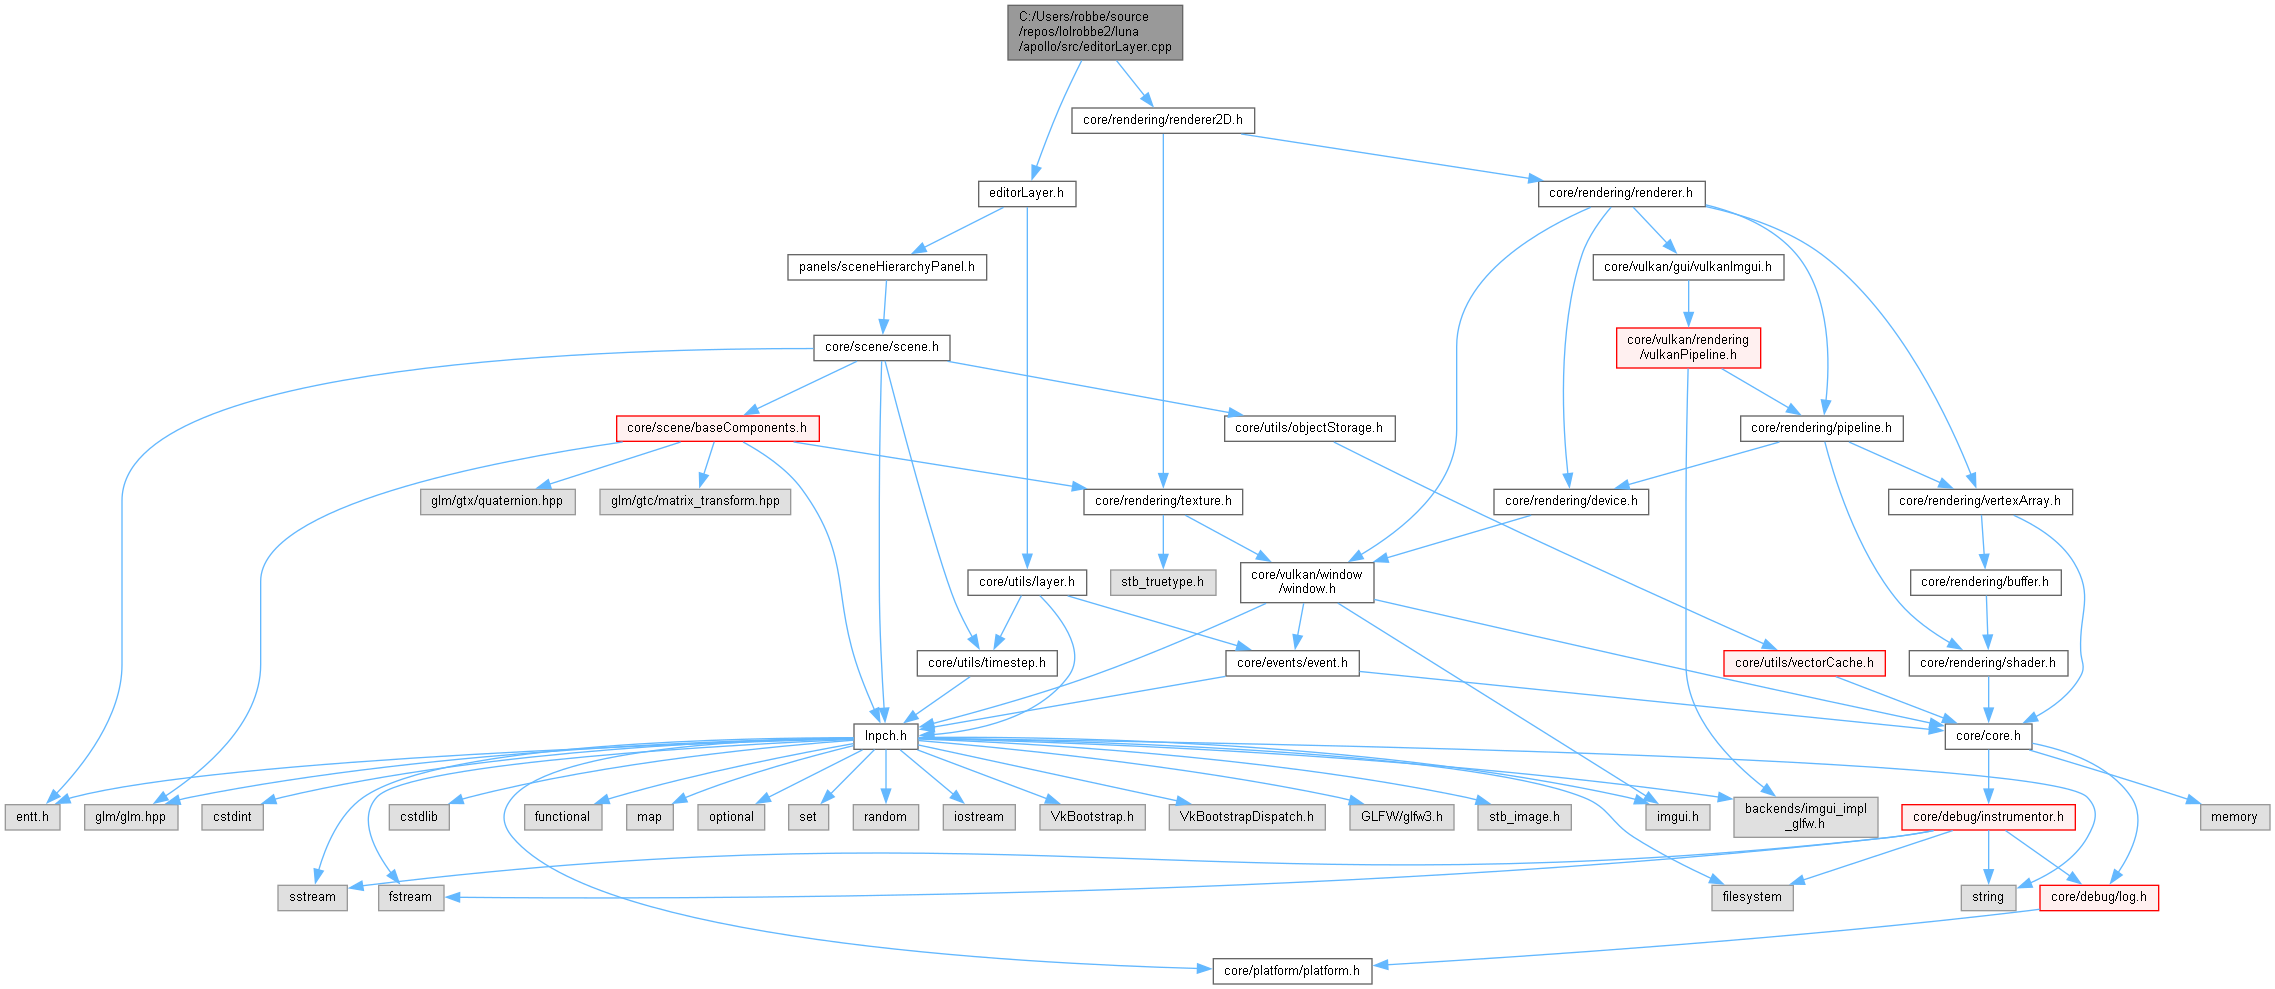 C:/Users/robbe/source
/repos/lolrobbe2/luna
/apollo/src/editorLayer.cpp
core/rendering/renderer2D.h
editorLayer.h
core/rendering/renderer.h
panels/sceneHierarchyPanel.h
core/vulkan/gui/vulkanImgui.h
core/scene/scene.h
core/vulkan/rendering
/vulkanPipeline.h
core/scene/baseComponents.h
core/utils/objectStorage.h
core/rendering/pipeline.h
glm/gtx/quaternion.hpp
glm/gtc/matrix_transform.hpp
core/rendering/texture.h
core/rendering/device.h
core/rendering/vertexArray.h
core/utils/layer.h
stb_truetype.h
core/vulkan/window
/window.h
core/rendering/buffer.h
core/utils/timestep.h
core/events/event.h
core/utils/vectorCache.h
core/rendering/shader.h
lnpch.h
core/core.h
entt.h
glm/glm.hpp
cstdint
cstdlib
functional
map
optional
set
random
iostream
VkBootstrap.h
VkBootstrapDispatch.h
GLFW/glfw3.h
stb_image.h
imgui.h
backends/imgui_impl
_glfw.h
core/debug/instrumentor.h
memory
sstream
fstream
filesystem
string
core/debug/log.h
core/platform/platform.h